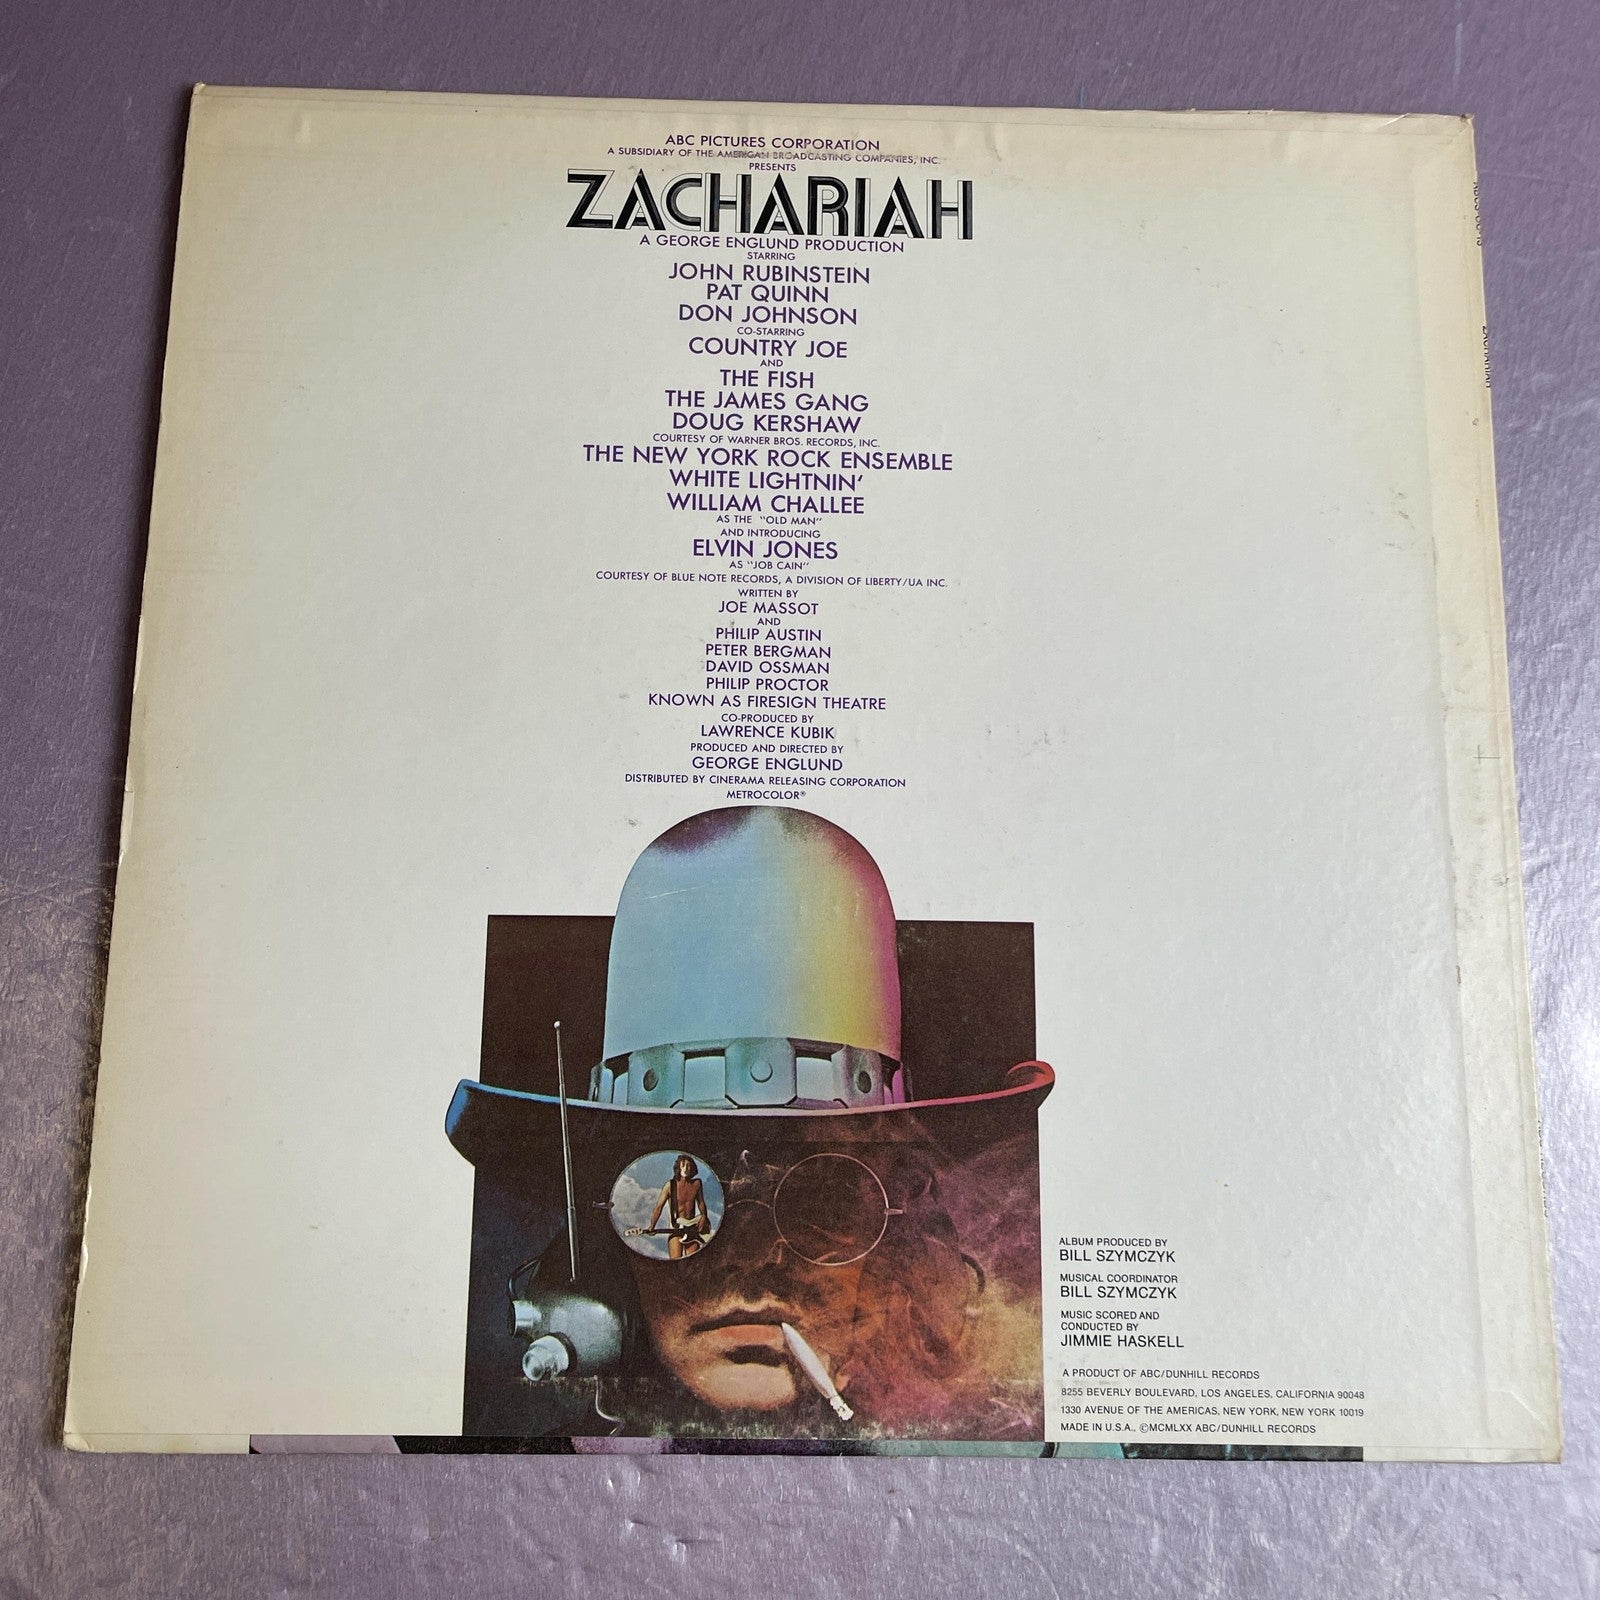 ABC PICTURES CORPORATION
A SUBSIDIARY OF THE AMERICAN BROADCASTING COMPANIES, INC.
PRESENTS
ZACHARIAH
A GEORGE ENGLUND PRODUCTION
STARRING
JOHN RUBINSTEIN
PAT QUINN
DON JOHNSON
CO-STARRING
COUNTRY JOE
AND
THE FISH
THE JAMES GANG
DOUG KERSHAW
COURTESY OF WARNER BROS. RECORDS, INC.
THE NEW YORK ROCK ENSEMBLE
WHITE LIGHTNIN'
WILLIAM CHALLEE
AS THE "OLD MAN"
AND INTRODUCING
ELVIN JONES
AS "JOB CAIN"
COURTESY OF BLUE NOTE RECORDS, A DIVISION OF LIBERTY/UA INC.
WRITTEN BY
JOE MASSOT
AND
PHILIP AUSTIN
PETER BERGMAN
DAVID OSSMAN
PHILIP PROCTOR
KNOWN AS FIRESIGN THEATRE
CO-PRODUCED BY
LAWRENCE KUBIK
PRODUCED AND DIRECTED BY
GEORGE ENGLUND
DISTRIBUTED BY CINERAMA RELEASING CORPORATION
METROCOLOR®
ALBUM PRODUCED BY
BILL SZYMCZYK
MUSICAL COORDINATOR
BILL SZYMCZYK
MUSIC SCORED AND
CONDUCTED BY
JIMMIE HASKELL
A PRODUCT OF ABC/DUNHILL RECORDS
8255 BEVERLY BOULEVARD, LOS ANGELES, CALIFORNIA 90048
1330 AVENUE OF THE AMERICAS, NEW YORK, NEW YORK 10019
MADE IN U.S.A., ©MCMLXX ABC/DUNHILL RECORDS
ZACHARIAH